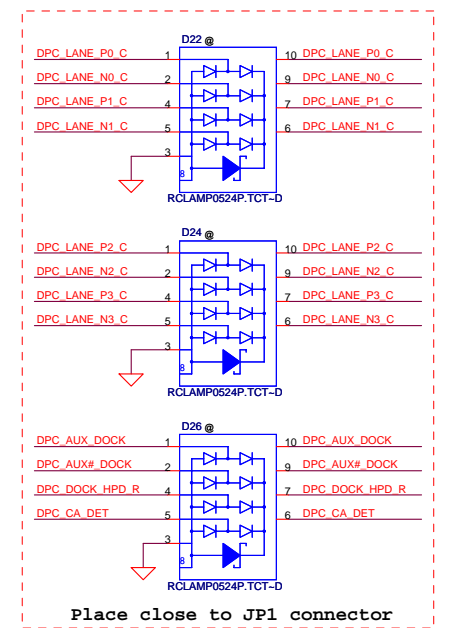 D22 @
DPC_LANE_P0_C 1 10 DPC_LANE_P0_C
DPC_LANE_N0_C 2 9 DPC_LANE_N0_C
DPC_LANE_P1_C 4 7 DPC_LANE_P1_C
DPC_LANE_N1_C 5 6 DPC_LANE_N1_C
3
8
RCLAMP0524P.TCT~D
D24 @
DPC_LANE_P2_C 1 10 DPC_LANE_P2_C
DPC_LANE_N2_C 2 9 DPC_LANE_N2_C
DPC_LANE_P3_C 4 7 DPC_LANE_P3_C
DPC_LANE_N3_C 5 6 DPC_LANE_N3_C
3
8
RCLAMP0524P.TCT~D
D26 @
DPC_AUX_DOCK 1 10 DPC_AUX_DOCK
DPC_AUX#_DOCK 2 9 DPC_AUX#_DOCK
DPC_DOCK_HPD_R 4 7 DPC_DOCK_HPD_R
DPC_CA_DET 5 6 DPC_CA_DET
3
8
RCLAMP0524P.TCT~D
Place close to JP1 connector